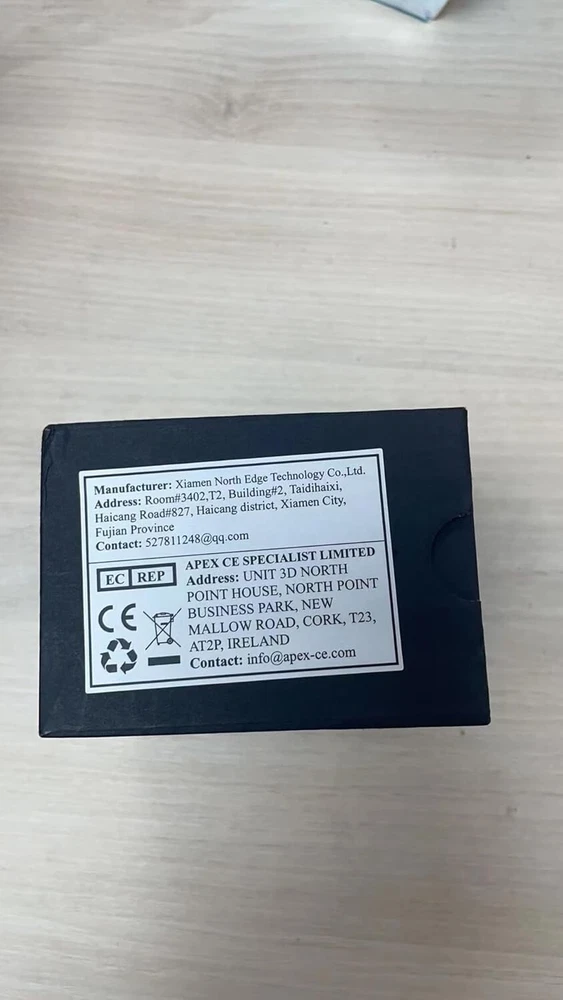 Manufacturer: Xiamen North Edge Technology Co.,Ltd.
Address: Room#3402,T2, Building#2, Taidihaixi,
Haicang Road#827, Haicang district, Xiamen City,
Fujian Province
Contact: 527811248@qq.com
EC REP
APEX CE SPECIALIST LIMITED
Address: UNIT 3D NORTH
POINT HOUSE, NORTH POINT
BUSINESS PARK, NEW
MALLOW ROAD, CORK, T23,
AT2P, IRELAND
Contact: info@apex-ce.com
CE